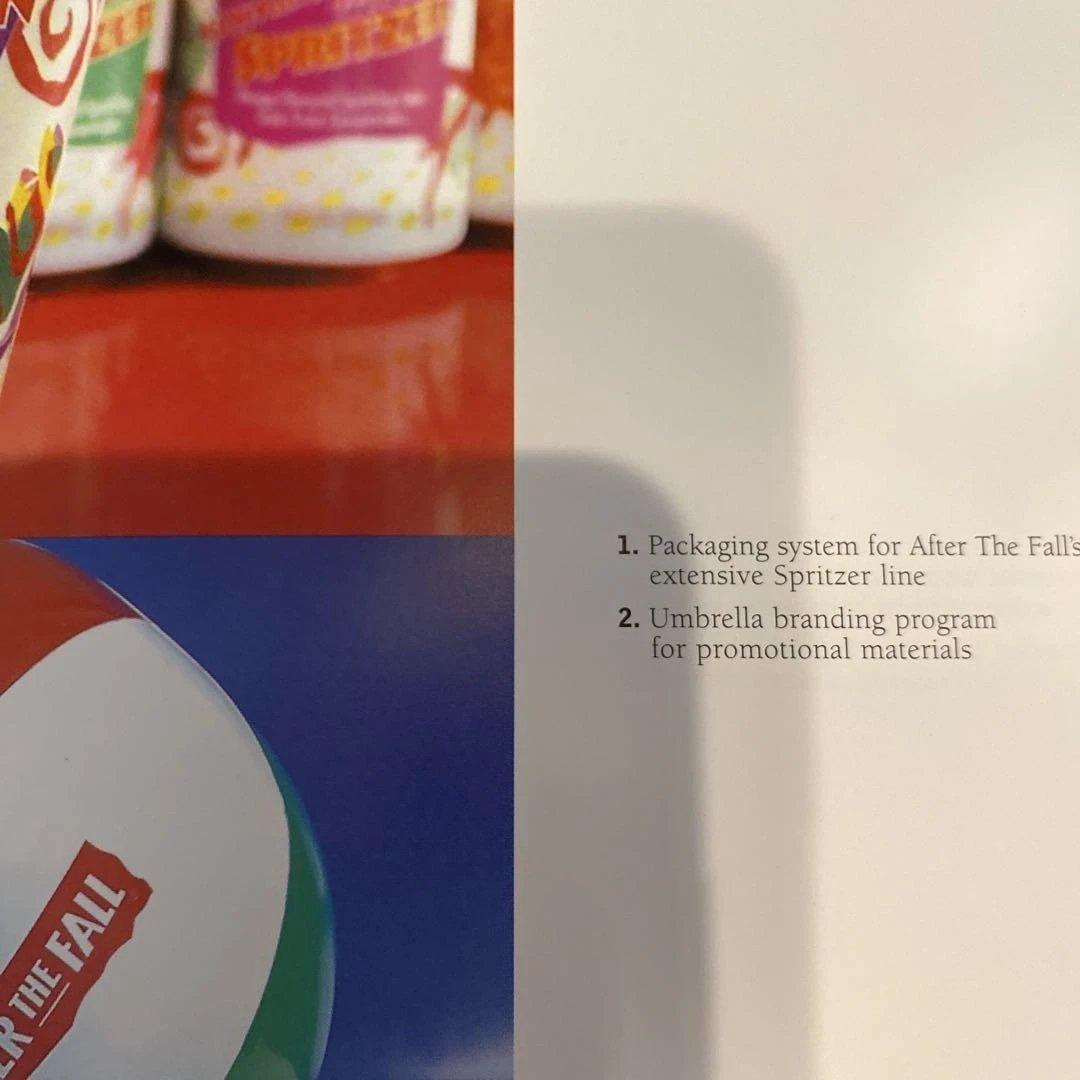 SPRITZER
1. Packaging system for After The Fall's
extensive Spritzer line
2. Umbrella branding program
for promotional materials
THE FALL